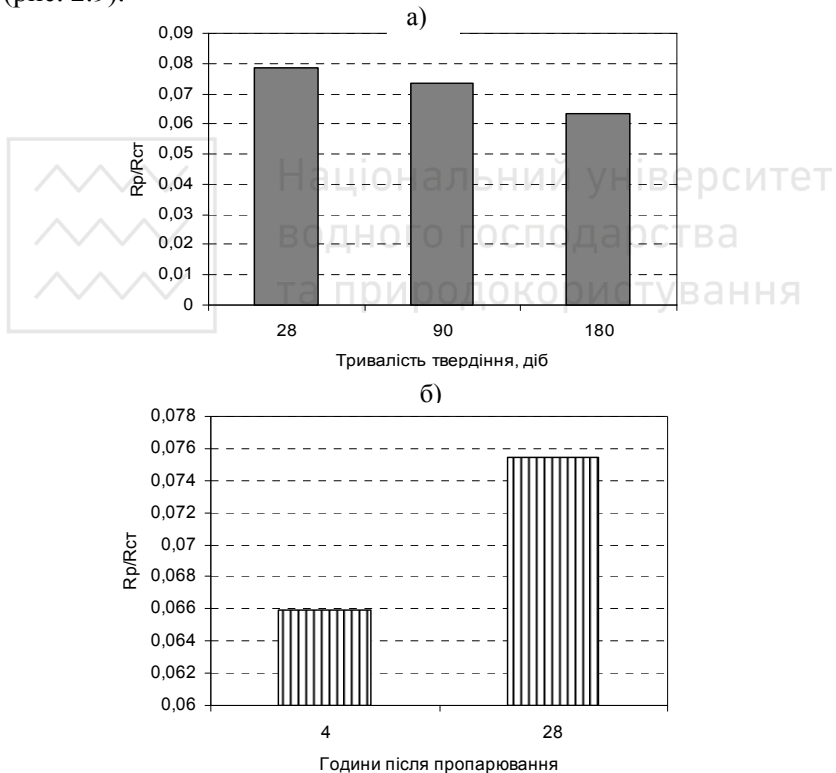 (рис. 2.9).
а)
0,09
0,08
0,07
0,06
0,05
0,04
0,03
0,02
0,01
0
Rр/Rст
28 90 180
Тривалість твердіння, діб
Національний університет
водного господарства
та природокористування
б)
0,078
0,076
0,074
0,072
0,07
0,068
0,066
0,064
0,062
0,06
Rр/Rст
4 28
Години після пропарювання